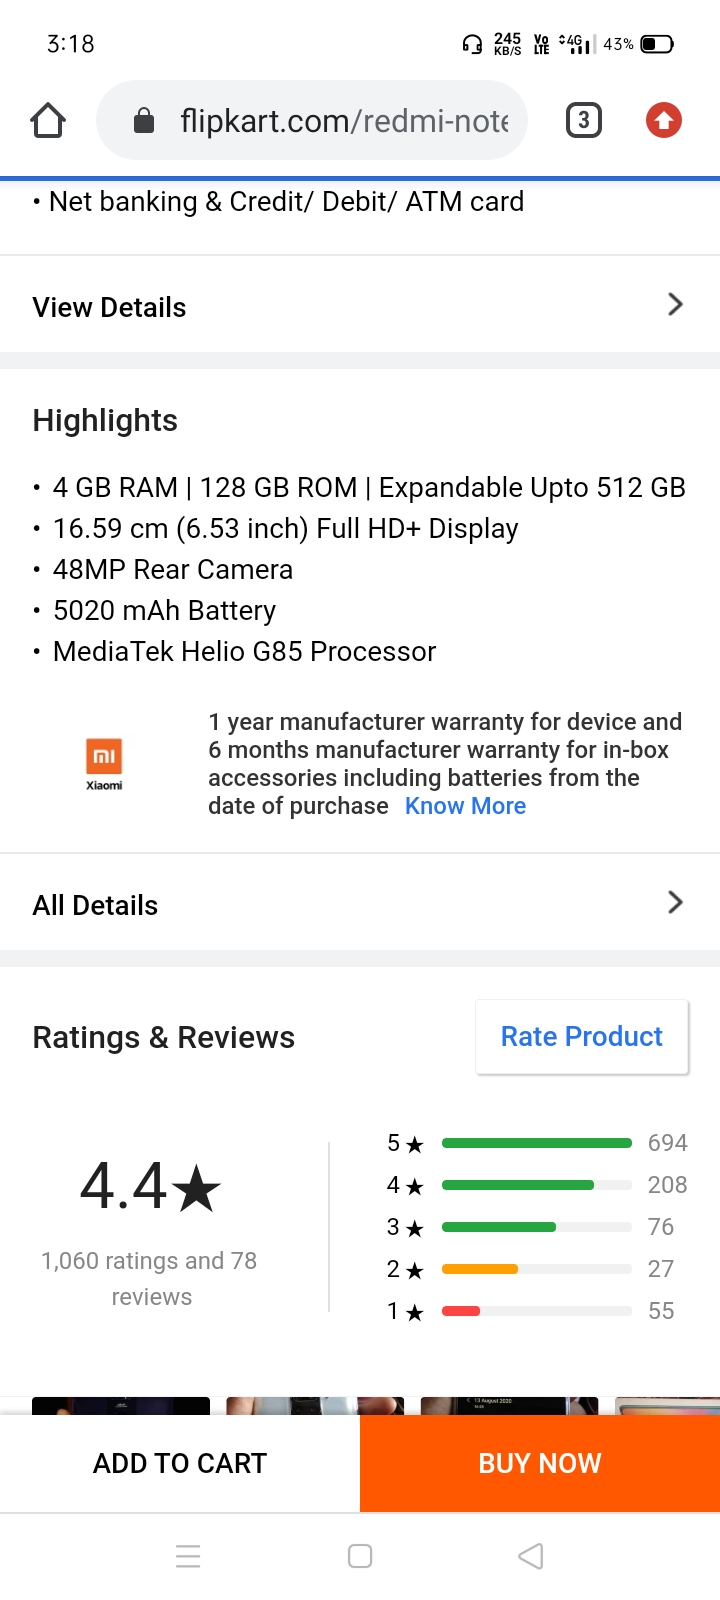 3:18
245 KB/S Vo LTE 4G 43%
flipkart.com/redmi-note
3
• Net banking & Credit/ Debit/ ATM card
View Details
Highlights
• 4 GB RAM | 128 GB ROM | Expandable Upto 512 GB
• 16.59 cm (6.53 inch) Full HD+ Display
• 48MP Rear Camera
• 5020 mAh Battery
• MediaTek Helio G85 Processor
mi
Xiaomi
1 year manufacturer warranty for device and
6 months manufacturer warranty for in-box
accessories including batteries from the
date of purchase Know More
All Details
Ratings & Reviews
Rate Product
4.4★
1,060 ratings and 78
reviews
5 ★ 694
4 ★ 208
3 ★ 76
2 ★ 27
1 ★ 55
13 August 2020
ADD TO CART
BUY NOW